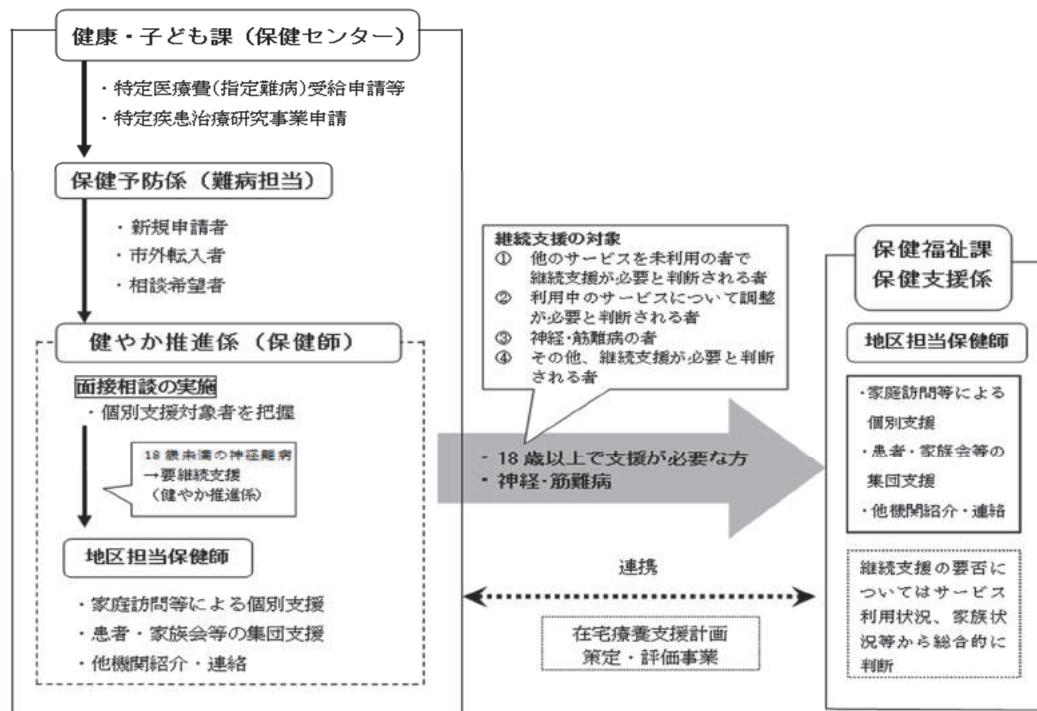 健康・子ども課（保健センター）
・特定医療費(指定難病)受給申請等
・特定疾患治療研究事業申請
保健予防係（難病担当）
・新規申請者
・市外転入者
・相談希望者
健やか推進係（保健師）
面接相談の実施
・個別支援対象者を把握
18歳未満の神経難病
→要継続支援
（健やか推進係）
地区担当保健師
・家庭訪問等による個別支援
・患者・家族会等の集団支援
・他機関紹介・連絡
継続支援の対象
① 他のサービスを未利用の者で
継続支援が必要と判断される者
② 利用中のサービスについて調整
が必要と判断される者
③ 神経・筋難病の者
④ その他、継続支援が必要と判断
される者
- 18歳以上で支援が必要な方
・神経・筋難病
連携
在宅療養支援計画
策定・評価事業
保健福祉課
保健支援係
地区担当保健師
・家庭訪問等による
個別支援
・患者・家族会等の
集団支援
・他機関紹介・連絡
継続支援の要否に
ついてはサービス
利用状況、家族状
況等から総合的に
判断